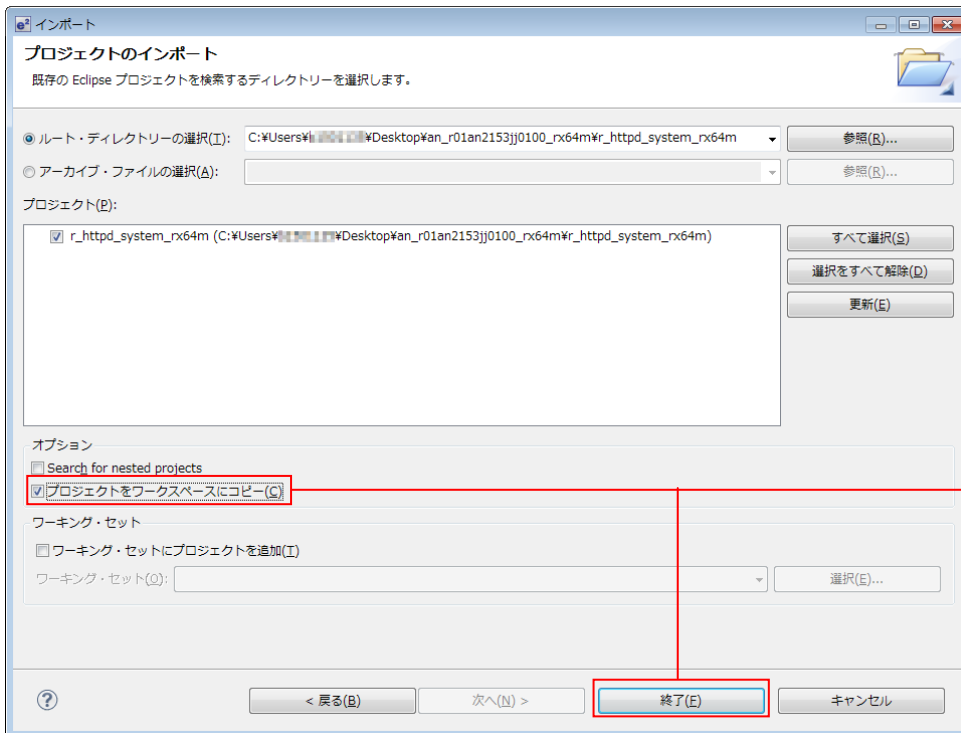 e² インポート
プロジェクトのインポート
既存の Eclipse プロジェクトを検索するディレクトリーを選択します。
ルート・ディレクトリーの選択(T): C:¥Users¥ ¥Desktop¥an_r01an2153jj0100_rx64m¥r_httpd_system_rx64m 参照(R)...
アーカイブ・ファイルの選択(A): 参照(R)...
プロジェクト(P):
r_httpd_system_rx64m (C:¥Users¥ ¥Desktop¥an_r01an2153jj0100_rx64m¥r_httpd_system_rx64m) すべて選択(S)
選択をすべて解除(D)
更新(E)
オプション
Search for nested projects
プロジェクトをワークスペースにコピー(C)
ワーキング・セット
ワーキング・セットにプロジェクトを追加(T)
ワーキング・セット(O): 選択(E)...
? < 戻る(B) 次へ(N) > 終了(F) キャンセル